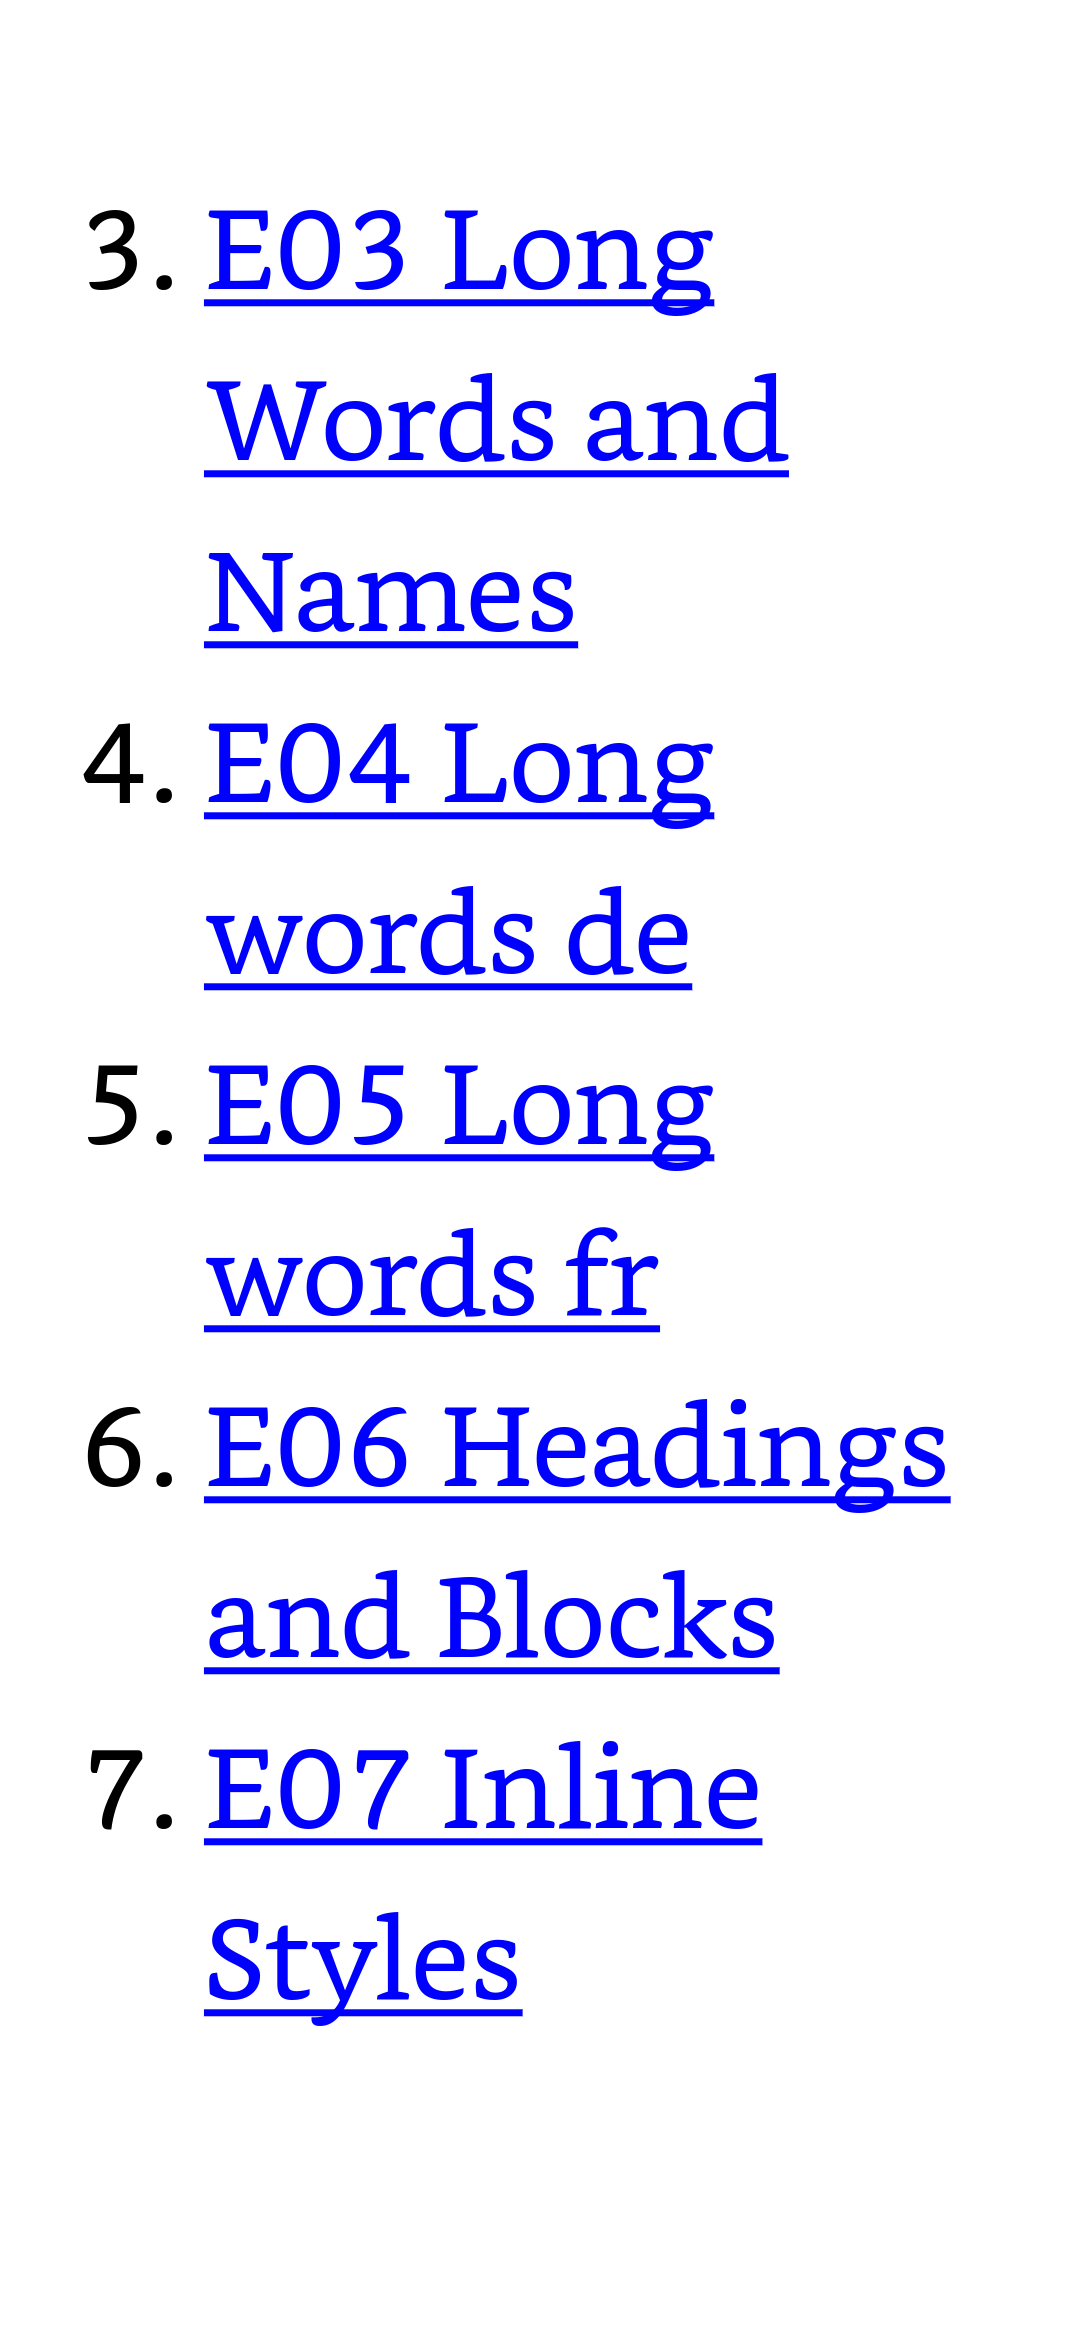 3. E03 Long
Words and
Names
4. E04 Long
words de
5. E05 Long
words fr
6. E06 Headings
and Blocks
7. E07 Inline
Styles